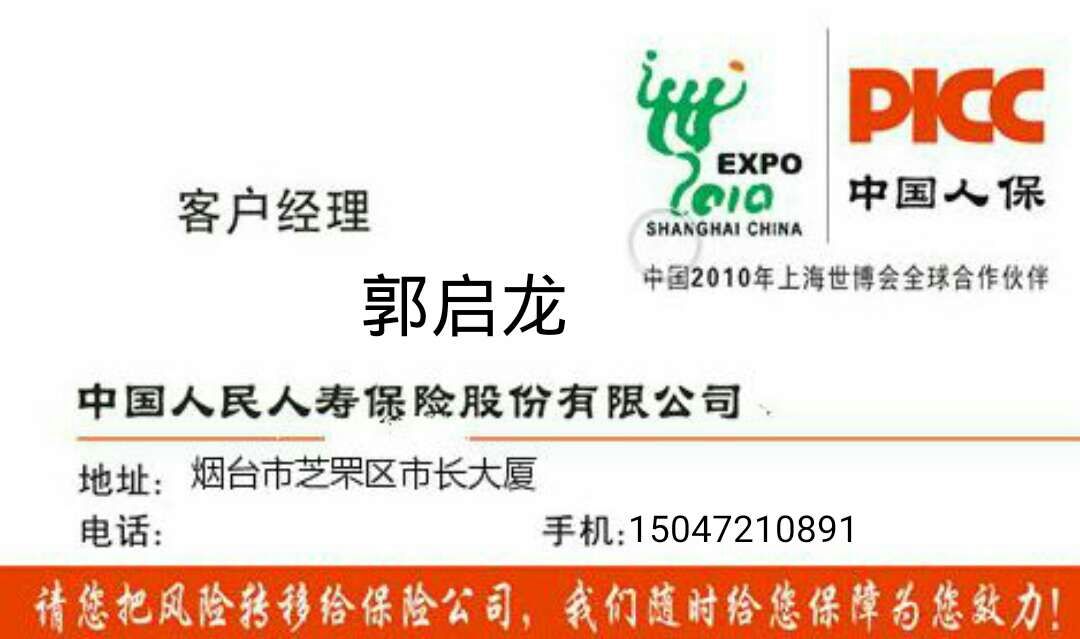 EXPO
2010
SHANGHAI CHINA
PICC
中国人保
中国2010年上海世博会全球合作伙伴
客户经理
郭启龙
中国人民人寿保险股份有限公司
地址: 烟台市芝罘区市长大厦
电话:
手机:15047210891
请您把风险转移给保险公司，我们随时给您保障为您效力!